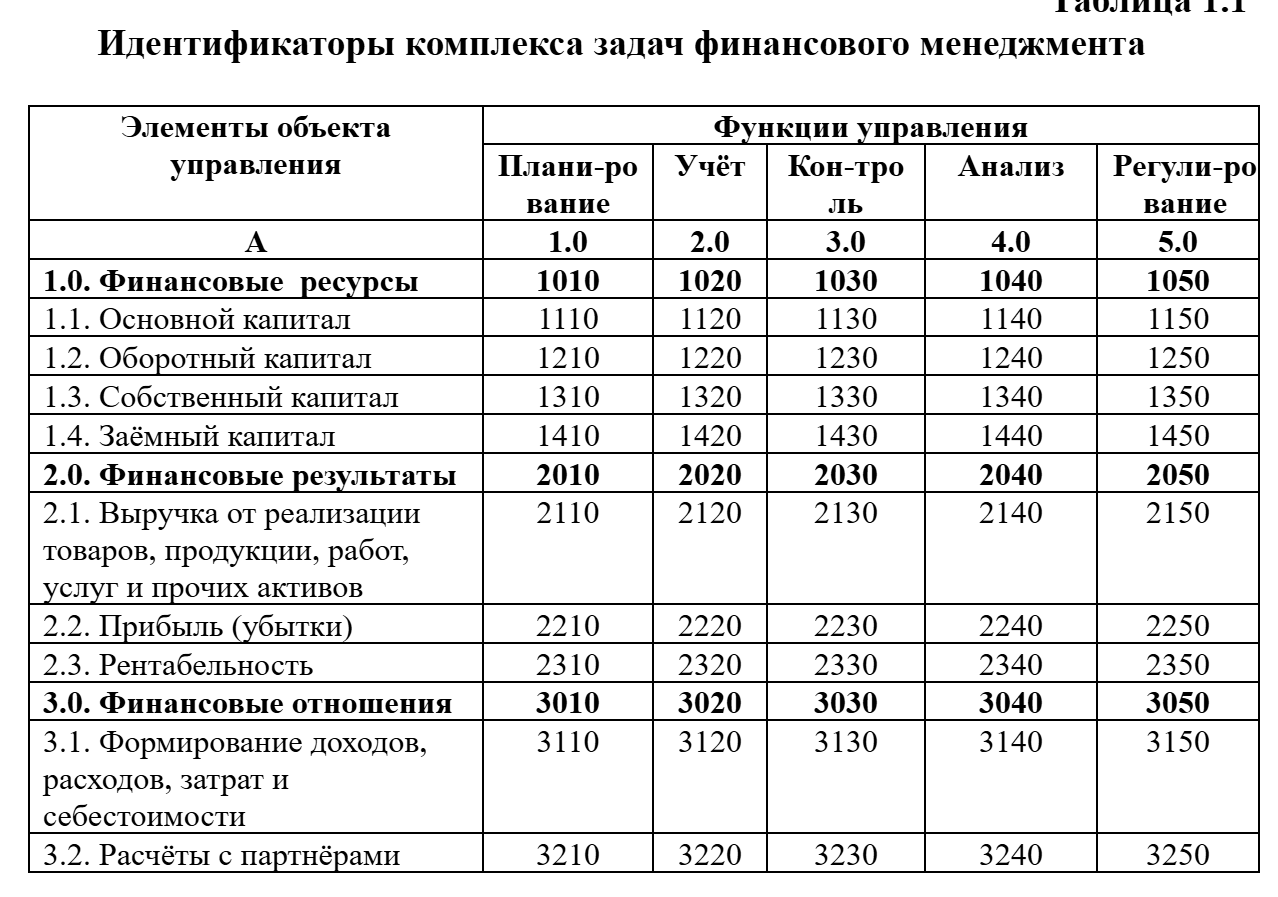 Таблица 1.1
Идентификаторы комплекса задач финансового менеджмента
Элементы объекта
управления
Функции управления
Плани-ро
вание
Учёт
Кон-тро
ль
Анализ
Регули-ро
вание
А 1.0 2.0 3.0 4.0 5.0
1.0. Финансовые ресурсы 1010 1020 1030 1040 1050
1.1. Основной капитал 1110 1120 1130 1140 1150
1.2. Оборотный капитал 1210 1220 1230 1240 1250
1.3. Собственный капитал 1310 1320 1330 1340 1350
1.4. Заёмный капитал 1410 1420 1430 1440 1450
2.0. Финансовые результаты 2010 2020 2030 2040 2050
2.1. Выручка от реализации 2110 2120 2130 2140 2150
товаров, продукции, работ,
услуг и прочих активов
2.2. Прибыль (убытки) 2210 2220 2230 2240 2250
2.3. Рентабельность 2310 2320 2330 2340 2350
3.0. Финансовые отношения 3010 3020 3030 3040 3050
3.1. Формирование доходов, 3110 3120 3130 3140 3150
расходов, затрат и
себестоимости
3.2. Расчёты с партнёрами 3210 3220 3230 3240 3250